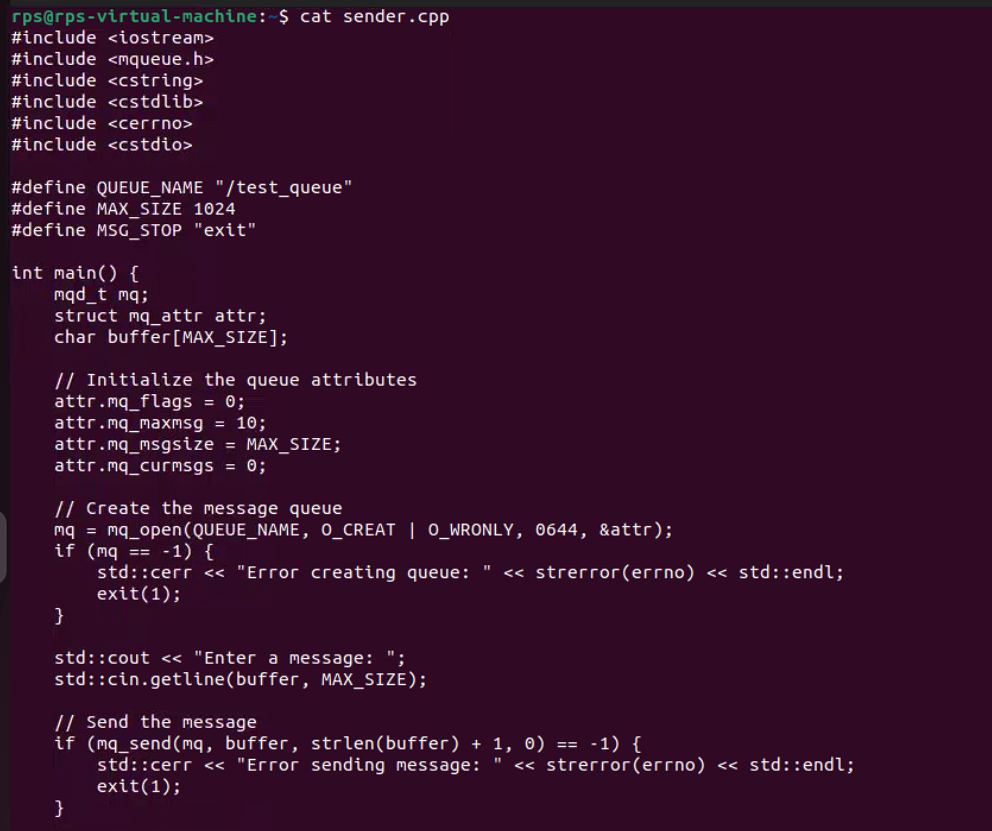 rps@rps-virtual-machine:~$ cat sender.cpp
#include <iostream>
#include <mqueue.h>
#include <cstring>
#include <cstdlib>
#include <cerrno>
#include <cstdio>

#define QUEUE_NAME "/test_queue"
#define MAX_SIZE 1024
#define MSG_STOP "exit"

int main() {
    mqd_t mq;
    struct mq_attr attr;
    char buffer[MAX_SIZE];

    // Initialize the queue attributes
    attr.mq_flags = 0;
    attr.mq_maxmsg = 10;
    attr.mq_msgsize = MAX_SIZE;
    attr.mq_curmsgs = 0;

    // Create the message queue
    mq = mq_open(QUEUE_NAME, O_CREAT | O_WRONLY, 0644, &attr);
    if (mq == -1) {
        std::cerr << "Error creating queue: " << strerror(errno) << std::endl;
        exit(1);
    }

    std::cout << "Enter a message: ";
    std::cin.getline(buffer, MAX_SIZE);

    // Send the message
    if (mq_send(mq, buffer, strlen(buffer) + 1, 0) == -1) {
        std::cerr << "Error sending message: " << strerror(errno) << std::endl;
        exit(1);
    }